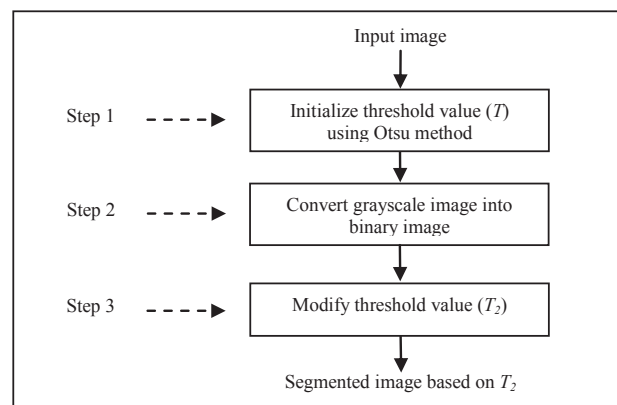 Input image
Step 1
Initialize threshold value (T)
using Otsu method
Step 2
Convert grayscale image into
binary image
Step 3
Modify threshold value (T₂)
Segmented image based on T₂